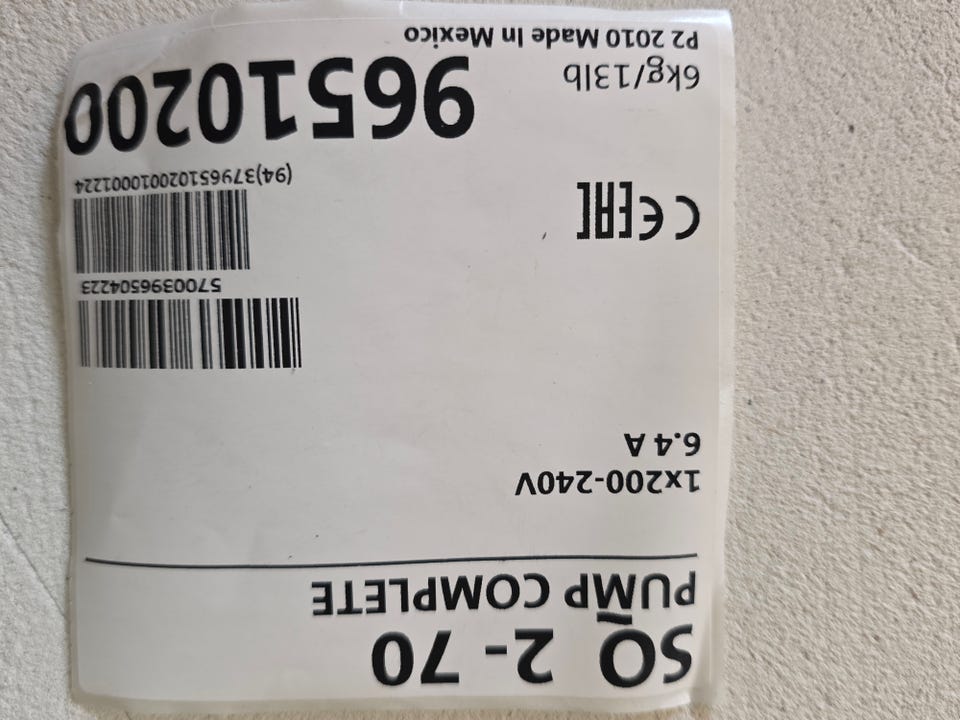 SQ 2 - 70
PUMP COMPLETE
1x200-240V
6.4 A
5700396504223
(94)3796510200100001224
CE EAC
96510200
6kg/13lb
P2 2010 Made In Mexico